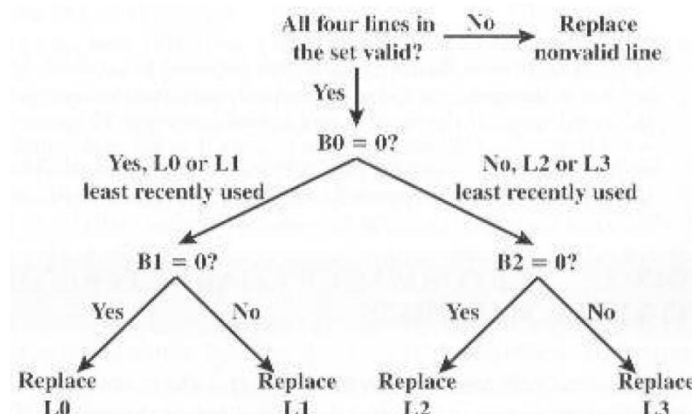 All four lines in
the set valid?
No
Replace
nonvalid line
Yes
B0 = 0?
Yes, L0 or L1
least recently used
No, L2 or L3
least recently used
B1 = 0?
B2 = 0?
Yes
No
Yes
No
Replace
L0
Replace
L1
Replace
L2
Replace
L3